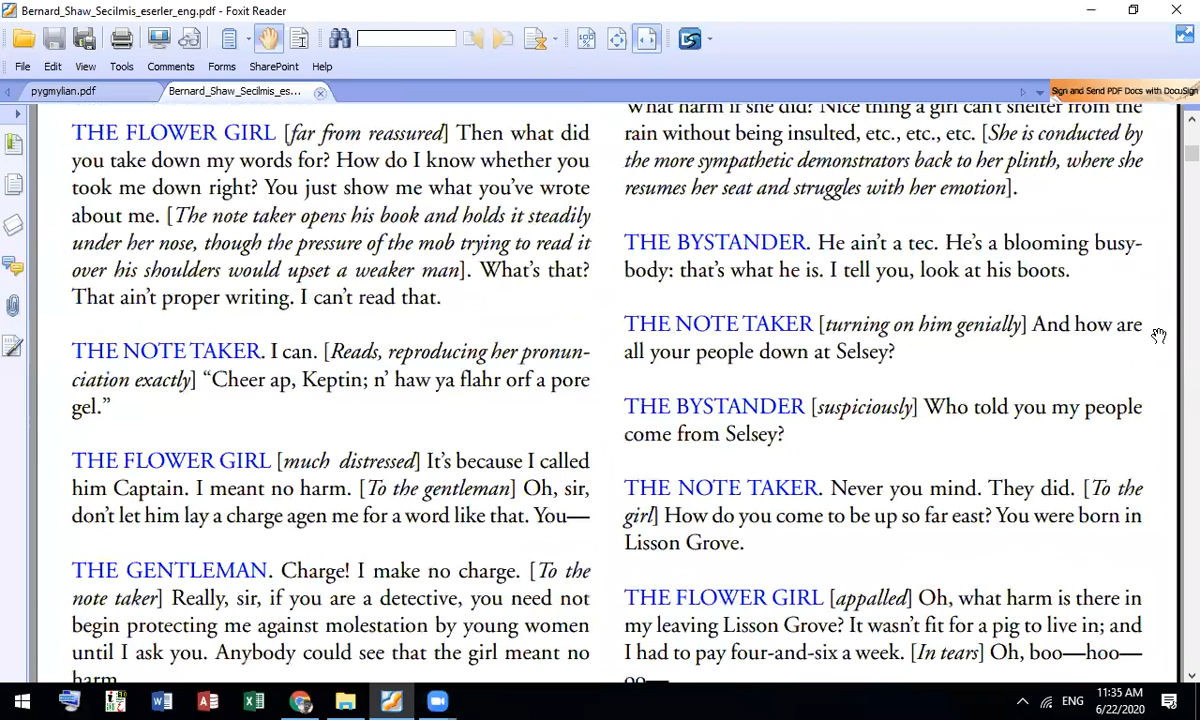 Bernard_Shaw_Secilmis_eserler_eng.pdf - Foxit Reader
File Edit View Tools Comments Forms SharePoint Help
pygmylian.pdf Bernard_Shaw_Secilmis_es... Sign and Send PDF Docs with DocuSign
THE FLOWER GIRL [far from reassured] Then what did
you take down my words for? How do I know whether you
took me down right? You just show me what you've wrote
about me. [The note taker opens his book and holds it steadily
under her nose, though the pressure of the mob trying to read it
over his shoulders would upset a weaker man]. What's that?
That ain't proper writing. I can't read that.
THE NOTE TAKER. I can. [Reads, reproducing her pronun-
ciation exactly] “Cheer ap, Keptin; n' haw ya flahr orf a pore
gel.”
THE FLOWER GIRL [much distressed] It's because I called
him Captain. I meant no harm. [To the gentleman] Oh, sir,
don't let him lay a charge agen me for a word like that. You—
THE GENTLEMAN. Charge! I make no charge. [To the
note taker] Really, sir, if you are a detective, you need not
begin protecting me against molestation by young women
until I ask you. Anybody could see that the girl meant no
harm.
What harm if she did? Nice thing a girl can't shelter from the
rain without being insulted, etc., etc., etc. [She is conducted by
the more sympathetic demonstrators back to her plinth, where she
resumes her seat and struggles with her emotion].
THE BYSTANDER. He ain't a tec. He's a blooming busy-
body: that's what he is. I tell you, look at his boots.
THE NOTE TAKER [turning on him genially] And how are
all your people down at Selsey?
THE BYSTANDER [suspiciously] Who told you my people
come from Selsey?
THE NOTE TAKER. Never you mind. They did. [To the
girl] How do you come to be up so far east? You were born in
Lisson Grove.
THE FLOWER GIRL [appalled] Oh, what harm is there in
my leaving Lisson Grove? It wasn't fit for a pig to live in; and
I had to pay four-and-six a week. [In tears] Oh, boo—hoo—
oo—
ENG
11:35 AM
6/22/2020